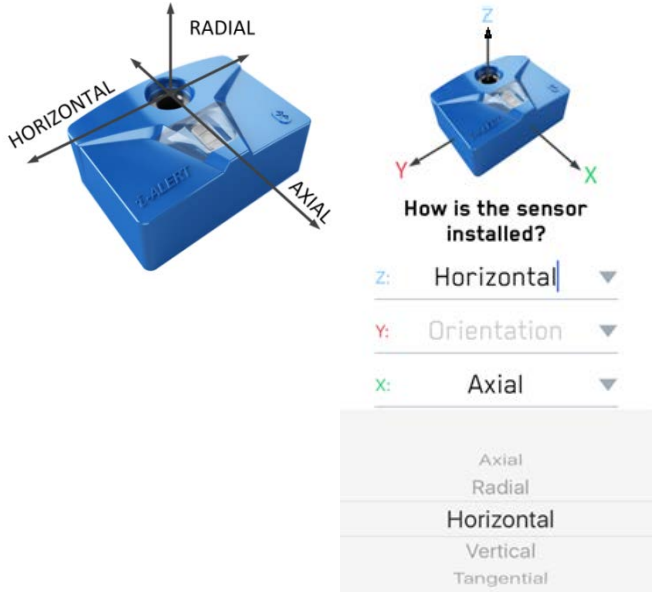 RADIAL
HORIZONTAL
AXIAL
i-ALERT
Z
Y
X
How is the sensor
installed?
Z: Horizontal
Y: Orientation
X: Axial
Axial
Radial
Horizontal
Vertical
Tangential